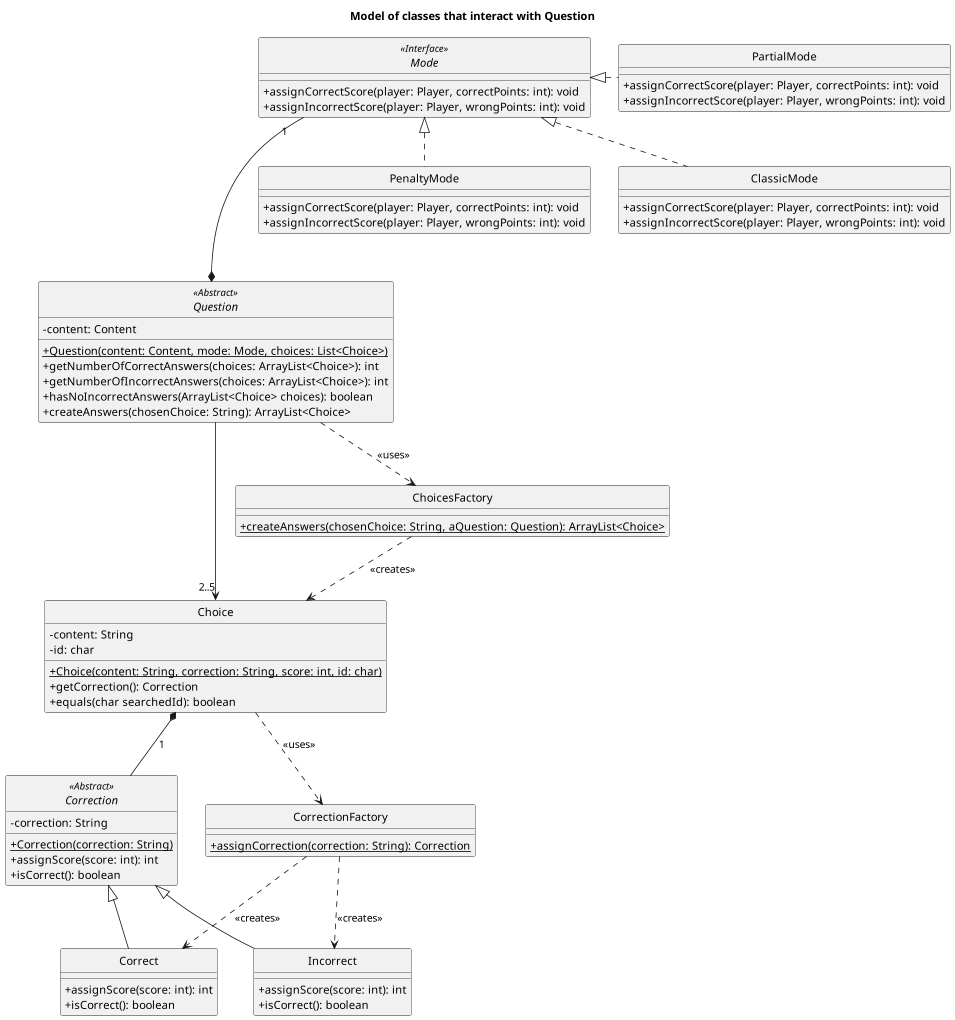 Model of classes that interact with Question
«Interface»
Mode
+assignCorrectScore(player: Player, correctPoints: int): void
+assignIncorrectScore(player: Player, wrongPoints: int): void
PartialMode
+assignCorrectScore(player: Player, correctPoints: int): void
+assignIncorrectScore(player: Player, wrongPoints: int): void
1
PenaltyMode
+assignCorrectScore(player: Player, correctPoints: int): void
+assignIncorrectScore(player: Player, wrongPoints: int): void
ClassicMode
+assignCorrectScore(player: Player, correctPoints: int): void
+assignIncorrectScore(player: Player, wrongPoints: int): void
«Abstract»
Question
-content: Content
+Question(content: Content, mode: Mode, choices: List<Choice>)
+getNumberOfCorrectAnswers(choices: ArrayList<Choice>): int
+getNumberOfIncorrectAnswers(choices: ArrayList<Choice>): int
+hasNoIncorrectAnswers(ArrayList<Choice> choices): boolean
+createAnswers(chosenChoice: String): ArrayList<Choice>
«uses»
ChoicesFactory
+createAnswers(chosenChoice: String, aQuestion: Question): ArrayList<Choice>
«creates»
2..5
Choice
-content: String
-id: char
+Choice(content: String, correction: String, score: int, id: char)
+getCorrection(): Correction
+equals(char searchedId): boolean
1
«uses»
«Abstract»
Correction
-correction: String
+Correction(correction: String)
+assignScore(score: int): int
+isCorrect(): boolean
CorrectionFactory
+assignCorrection(correction: String): Correction
«creates»
«creates»
Correct
+assignScore(score: int): int
+isCorrect(): boolean
Incorrect
+assignScore(score: int): int
+isCorrect(): boolean